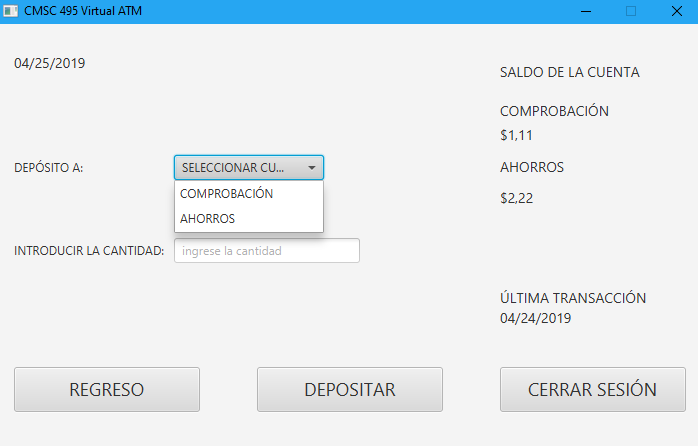 CMSC 495 Virtual ATM
04/25/2019
SALDO DE LA CUENTA
COMPROBACIÓN
$1,11
DEPÓSITO A:
SELECCIONAR CU...
AHORROS
COMPROBACIÓN
$2,22
AHORROS
INTRODUCIR LA CANTIDAD:
ingrese la cantidad
ÚLTIMA TRANSACCIÓN
04/24/2019
REGRESO
DEPOSITAR
CERRAR SESIÓN